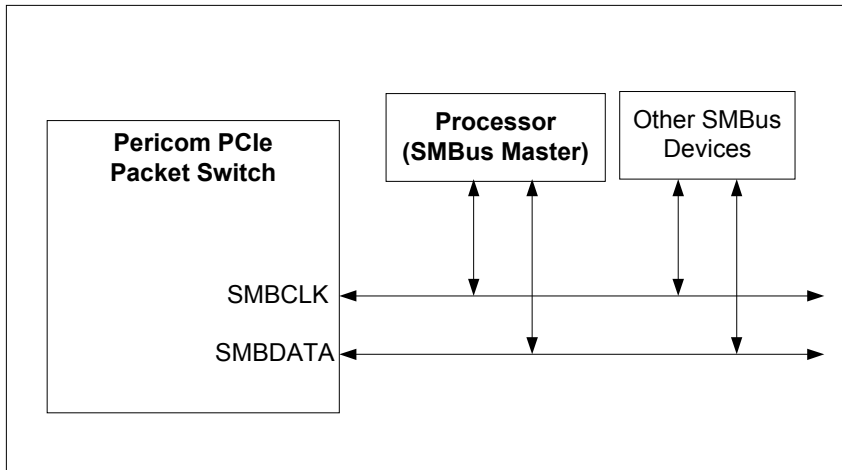 Pericom PCIe
Packet Switch
Processor
(SMBus Master)
Other SMBus
Devices
SMBCLK
SMBDATA